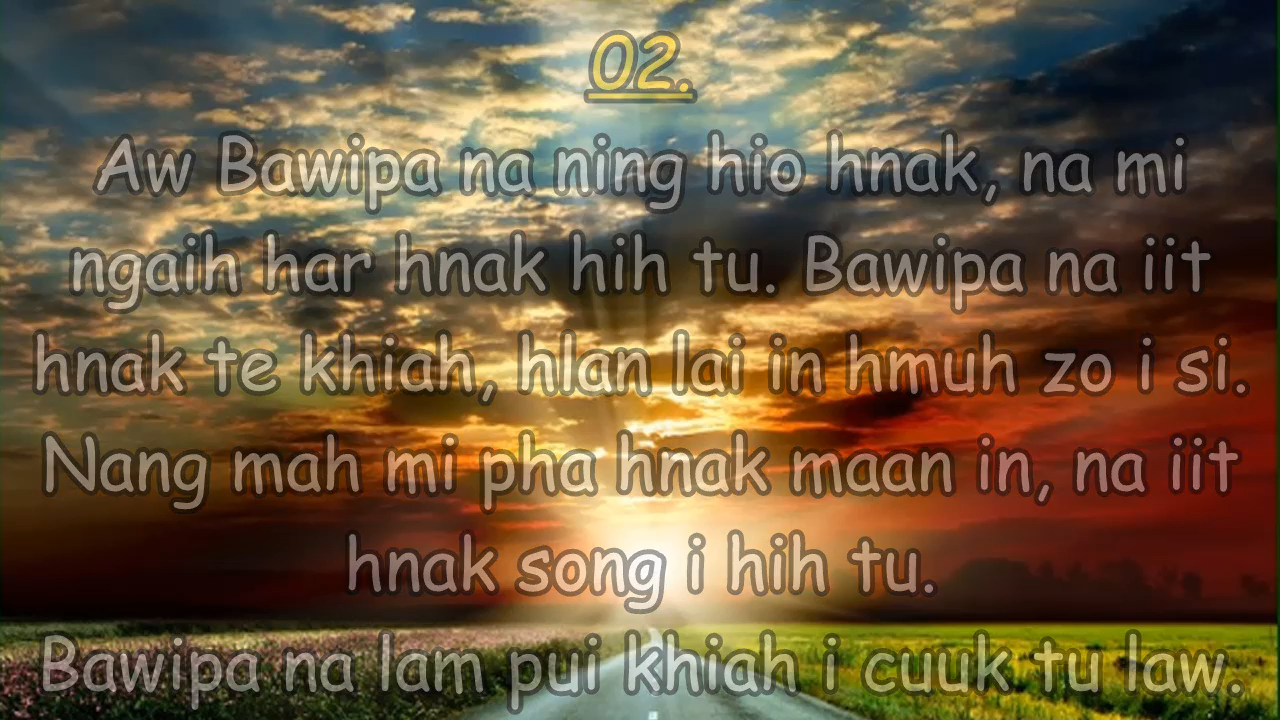 02.
Aw Bawipa na ning hio hnak, na mi
ngaih har hnak hih tu. Bawipa na iit
hnak te khiah, hlan lai in hmuh zo i si.
Nang mah mi pha hnak maan in, na iit
hnak song i hih tu.
Bawipa na lam pui khiah i cuuk tu law.